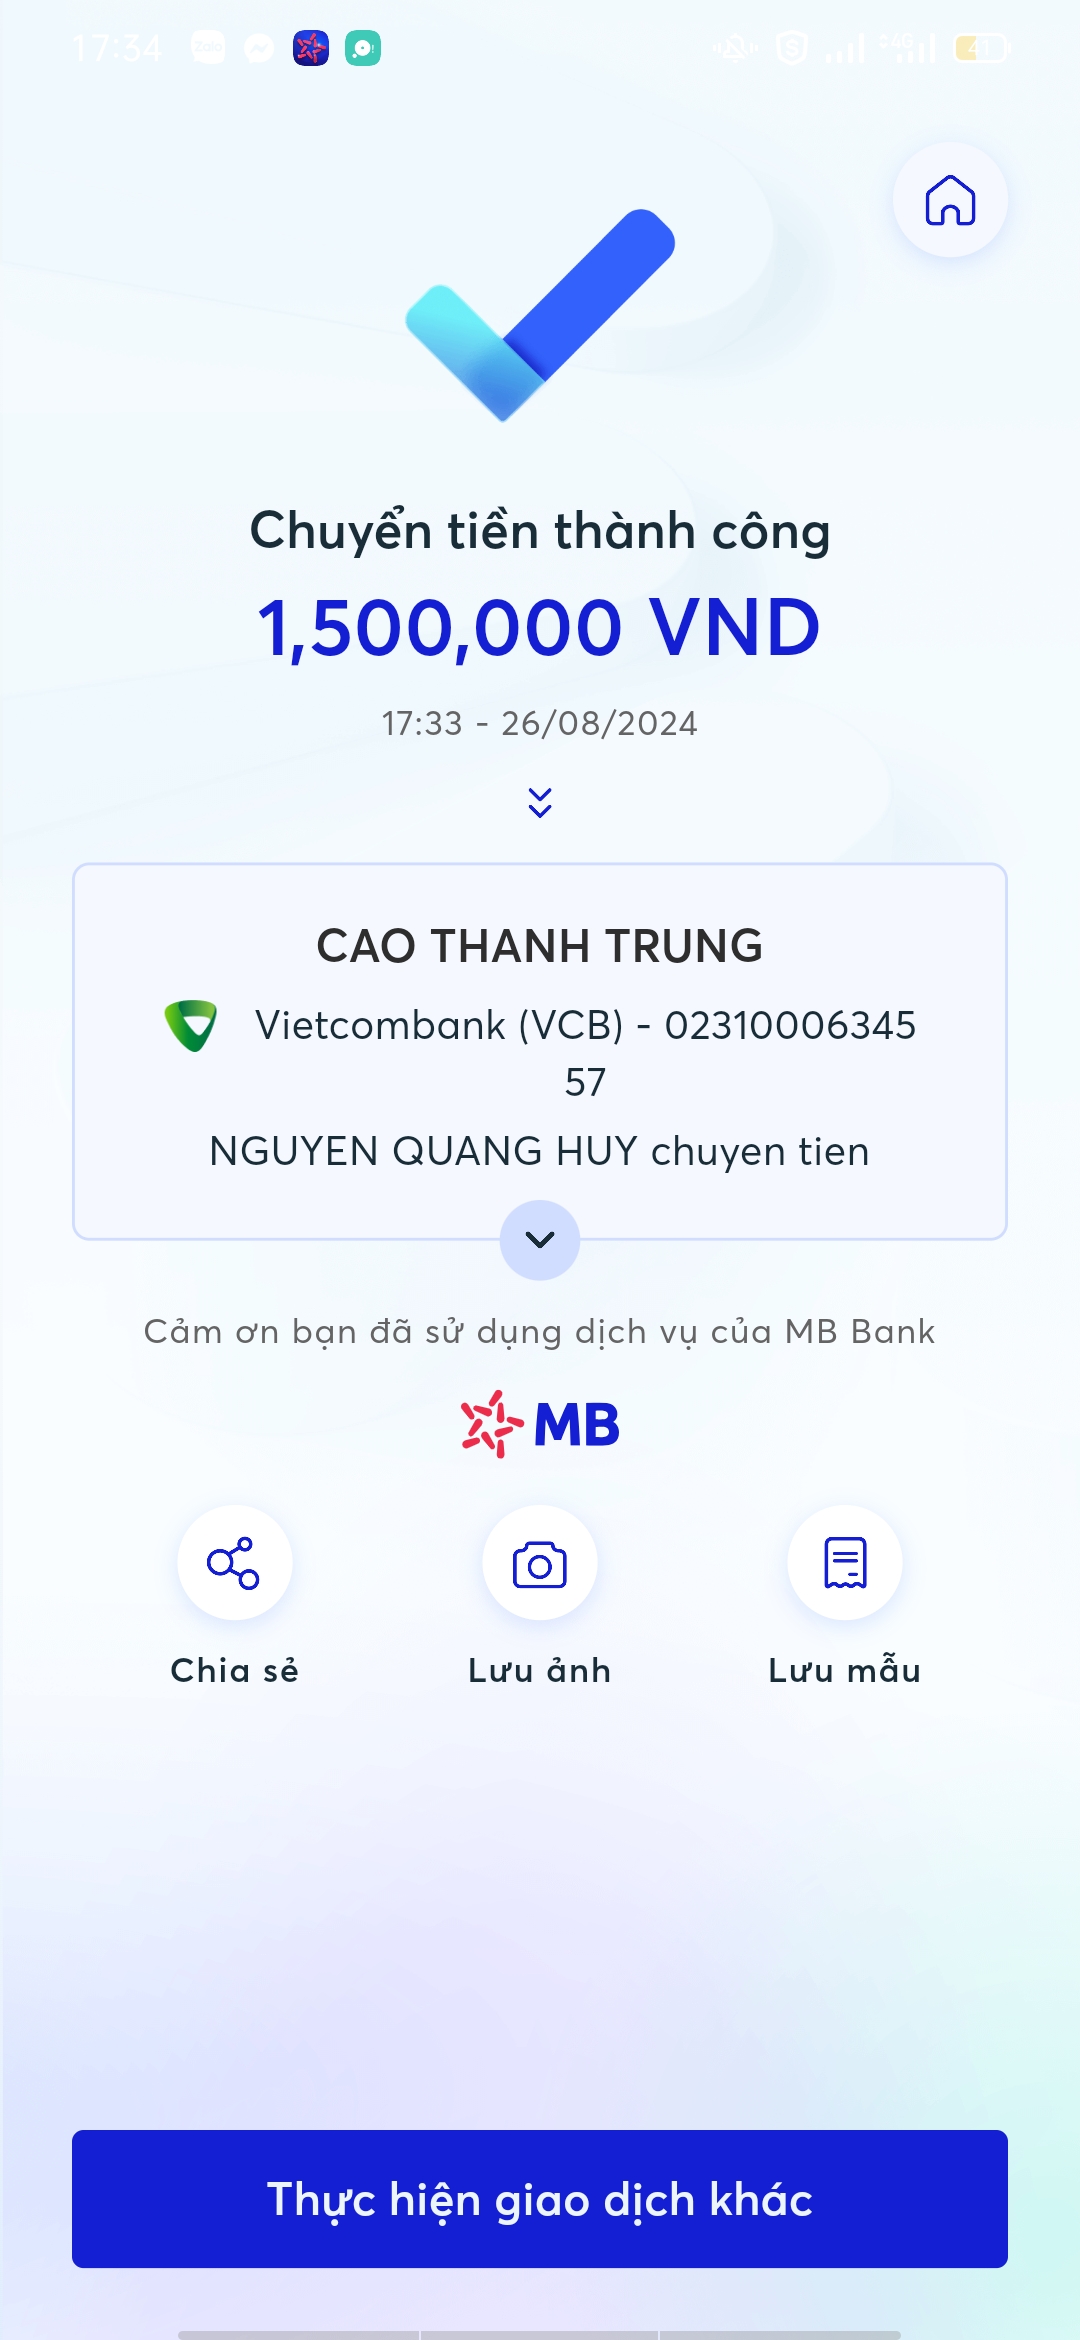 17:34
Chuyển tiền thành công
1,500,000 VND
17:33 - 26/08/2024
CAO THANH TRUNG
Vietcombank (VCB) - 02310006345
57
NGUYEN QUANG HUY chuyen tien
Cảm ơn bạn đã sử dụng dịch vụ của MB Bank
MB
Chia sẻ
Lưu ảnh
Lưu mẫu
Thực hiện giao dịch khác